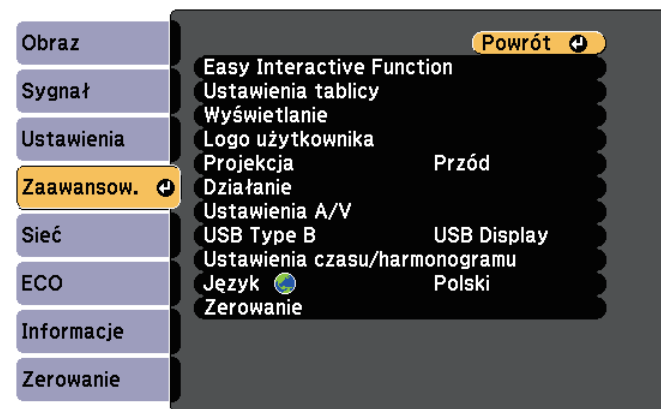 Obraz
Sygnał
Ustawienia
Zaawansow.
Sieć
ECO
Informacje
Zerowanie
Powrót
Easy Interactive Function
Ustawienia tablicy
Wyświetlanie
Logo użytkownika
Projekcja Przód
Działanie
Ustawienia A/V
USB Type B USB Display
Ustawienia czasu/harmonogramu
Język Polski
Zerowanie